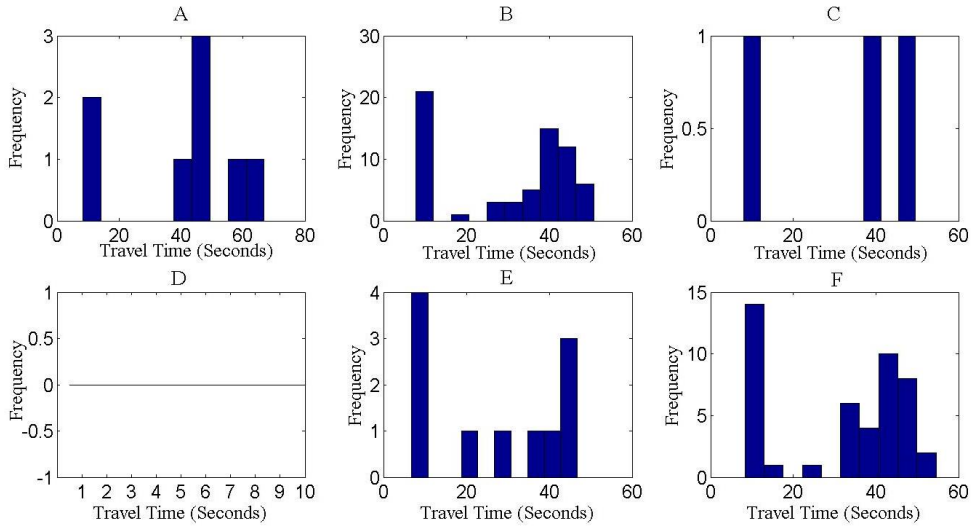 A
3
2
1
0
Frequency
0 20 40 60 80
Travel Time (Seconds)
B
30
20
10
0
Frequency
0 20 40 60
Travel Time (Seconds)
C
1
0.5
0
Frequency
0 20 40 60
Travel Time (Seconds)
D
1
0.5
0
-0.5
-1
Frequency
1 2 3 4 5 6 7 8 9 10
Travel Time (Seconds)
E
4
3
2
1
0
Frequency
0 20 40 60
Travel Time (Seconds)
F
15
10
5
0
Frequency
0 20 40 60
Travel Time (Seconds)